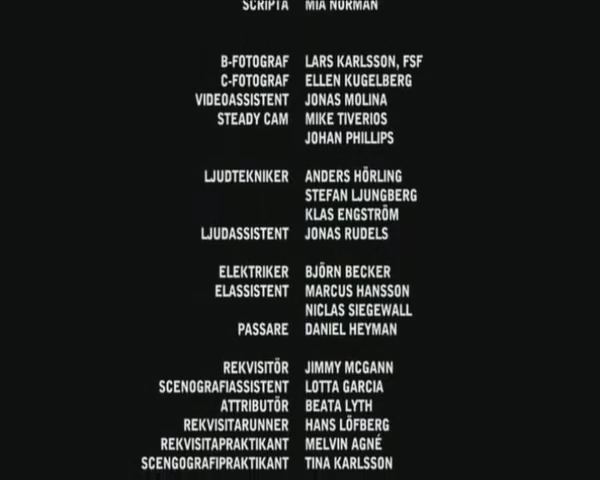 SCRIPTA MIA NORMAN
B-FOTOGRAF LARS KARLSSON, FSF
C-FOTOGRAF ELLEN KUGELBERG
VIDEOASSISTENT JONAS MOLINA
STEADY CAM MIKE TIVERIOS
JOHAN PHILLIPS
LJUDTEKNIKER ANDERS HÖRLING
STEFAN LJUNGBERG
KLAS ENGSTRÖM
LJUDASSISTENT JONAS RUDELS
ELEKTRIKER BJÖRN BECKER
ELASSISTENT MARCUS HANSSON
NICLAS SIEGEWALL
PASSARE DANIEL HEYMAN
REKVISITÖR JIMMY MCGANN
SCENOGRAFIASSISTENT LOTTA GARCIA
ATTRIBUTÖR BEATA LYTH
REKVISITARUNNER HANS LÖFBERG
REKVISITAPRAKTIKANT MELVIN AGNÉ
SCENGOGRAFIPRAKTIKANT TINA KARLSSON